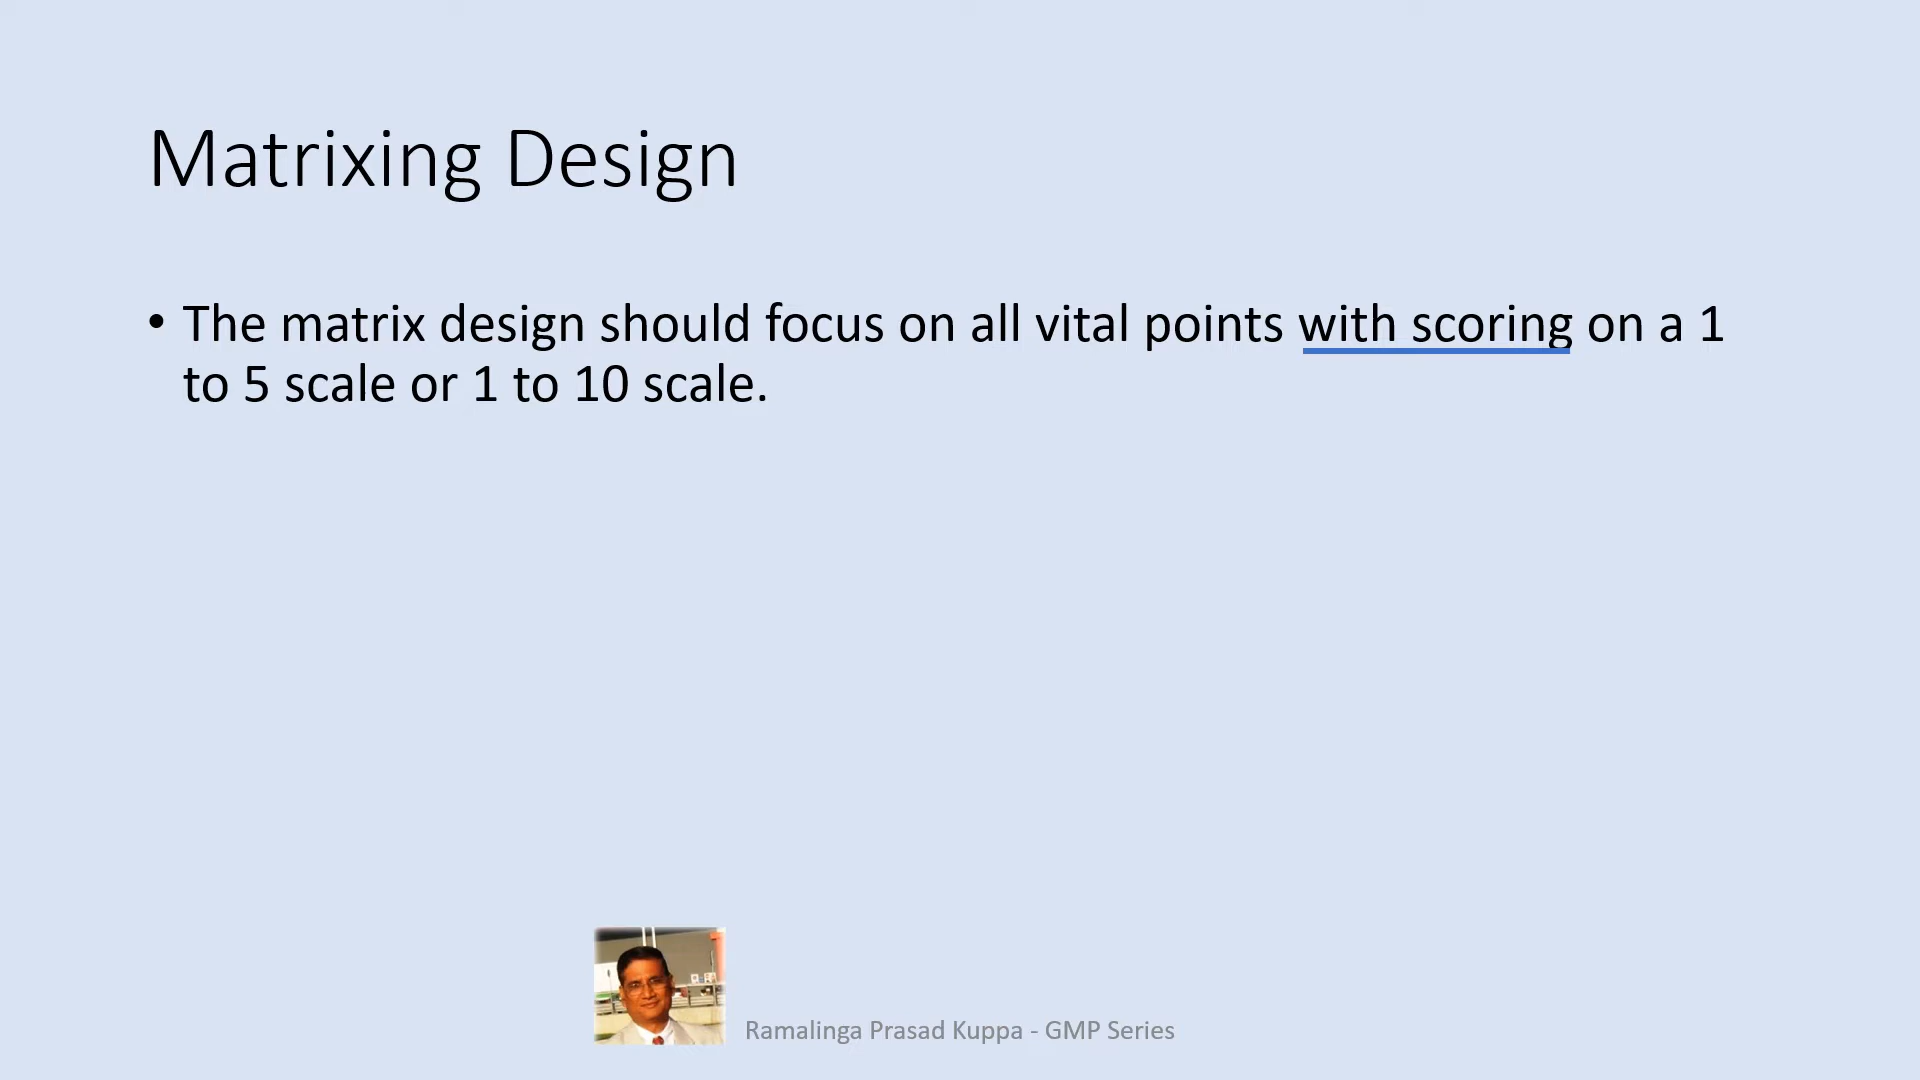 Matrixing Design
• The matrix design should focus on all vital points with scoring on a 1
to 5 scale or 1 to 10 scale.
Ramalinga Prasad Kuppa - GMP Series